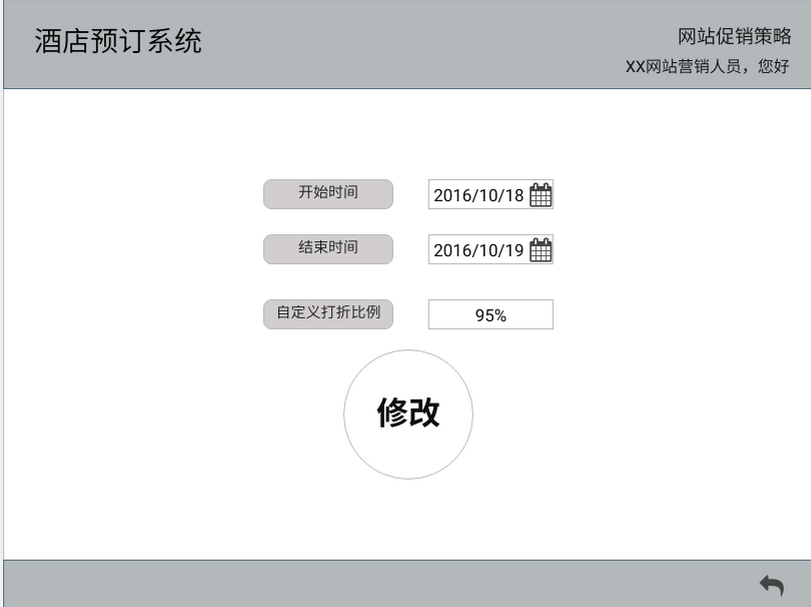 酒店预订系统
网站促销策略
XX网站营销人员，您好
开始时间
2016/10/18
结束时间
2016/10/19
自定义打折比例
95%
修改